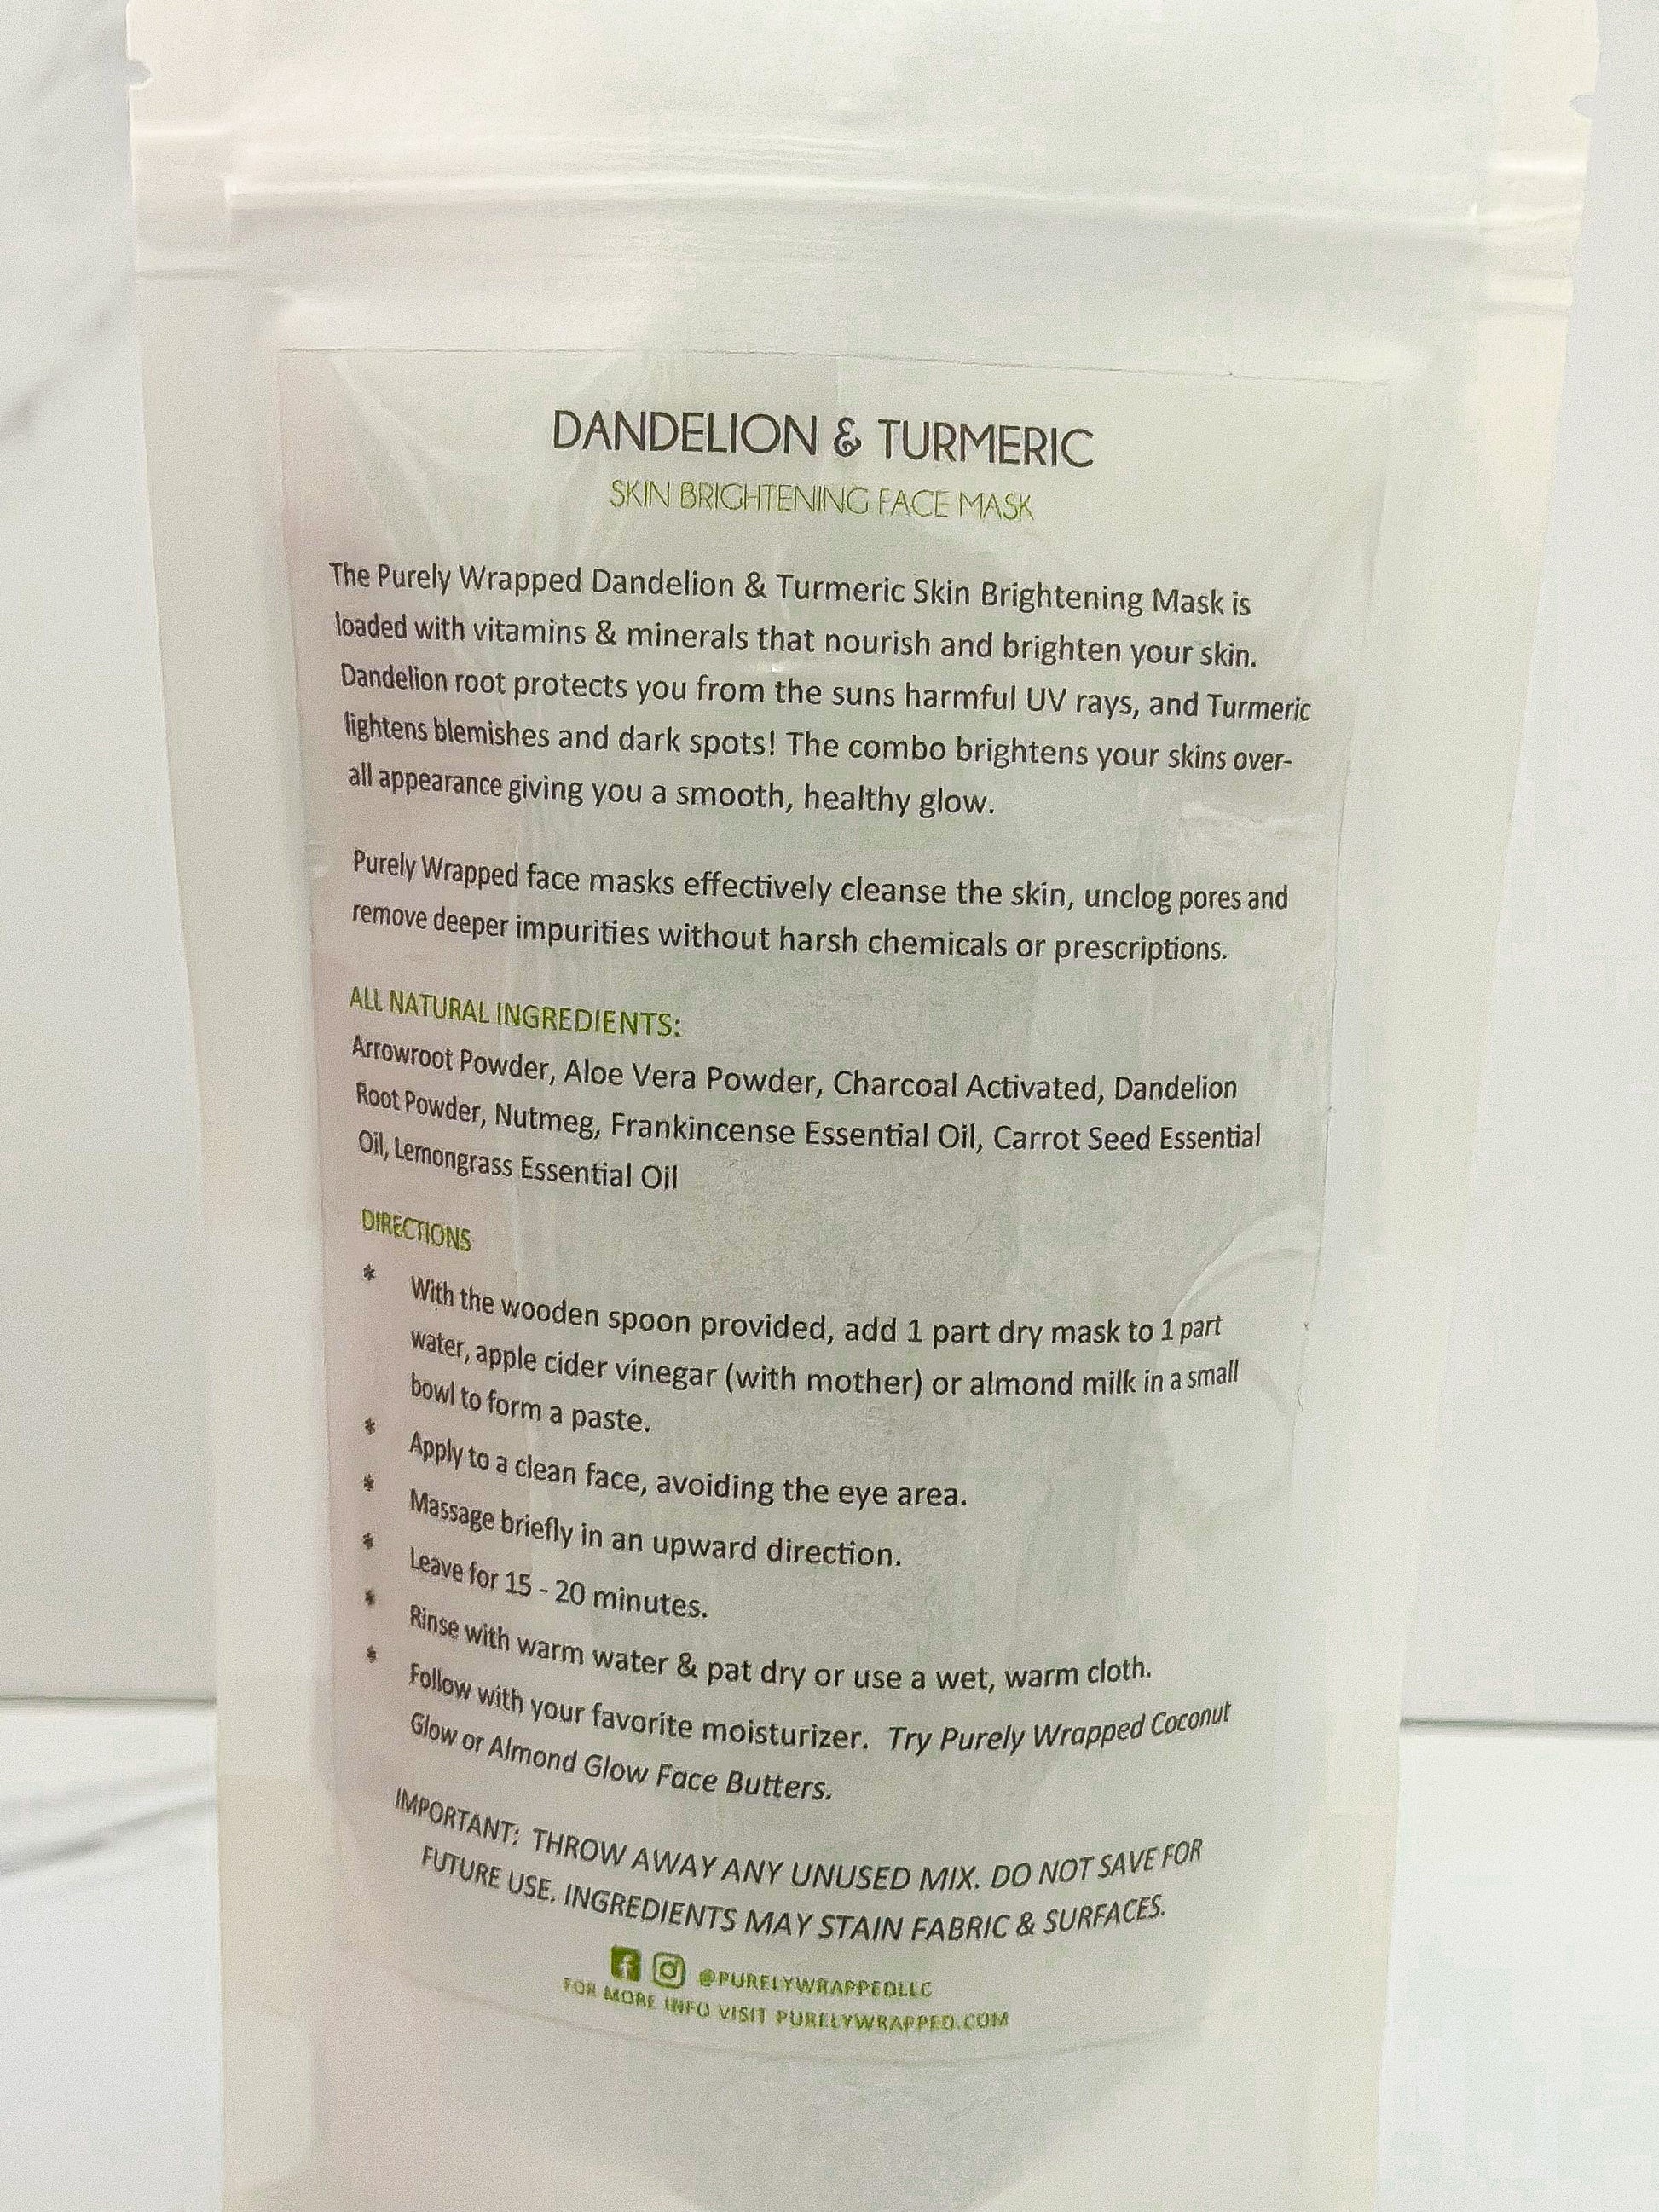 DANDELION & TURMERIC
SKIN BRIGHTENING FACE MASK
The Purely Wrapped Dandelion & Turmeric Skin Brightening Mask is
loaded with vitamins & minerals that nourish and brighten your skin.
Dandelion root protects you from the suns harmful UV rays, and Turmeric
lightens blemishes and dark spots! The combo brightens your skins over-
all appearance giving you a smooth, healthy glow.
Purely Wrapped face masks effectively cleanse the skin, unclog pores and
remove deeper impurities without harsh chemicals or prescriptions.
ALL NATURAL INGREDIENTS:
Arrowroot Powder, Aloe Vera Powder, Charcoal Activated, Dandelion
Root Powder, Nutmeg, Frankincense Essential Oil, Carrot Seed Essential
Oil, Lemongrass Essential Oil
DIRECTIONS
* With the wooden spoon provided, add 1 part dry mask to 1 part
water, apple cider vinegar (with mother) or almond milk in a small
bowl to form a paste.
* Apply to a clean face, avoiding the eye area.
* Massage briefly in an upward direction.
* Leave for 15 - 20 minutes.
* Rinse with warm water & pat dry or use a wet, warm cloth.
* Follow with your favorite moisturizer. Try Purely Wrapped Coconut
Glow or Almond Glow Face Butters.
IMPORTANT: THROW AWAY ANY UNUSED MIX. DO NOT SAVE FOR
FUTURE USE. INGREDIENTS MAY STAIN FABRIC & SURFACES.
@PURELYWRAPPEDLLC
FOR MORE INFO VISIT PURELYWRAPPED.COM